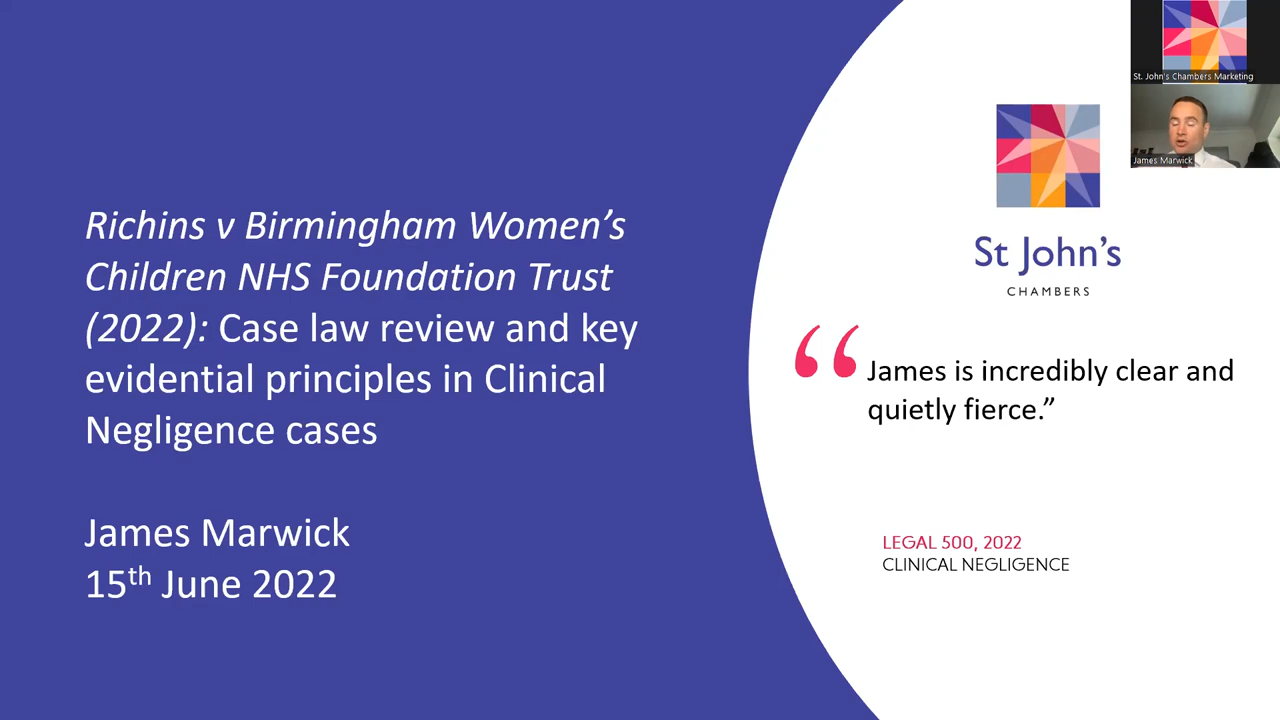 Richins v Birmingham Women’s
Children NHS Foundation Trust
(2022): Case law review and key
evidential principles in Clinical
Negligence cases
James Marwick
15th June 2022
St John’s
CHAMBERS
“ James is incredibly clear and
quietly fierce.”
LEGAL 500, 2022
CLINICAL NEGLIGENCE
St. John's Chambers Marketing
James Marwick